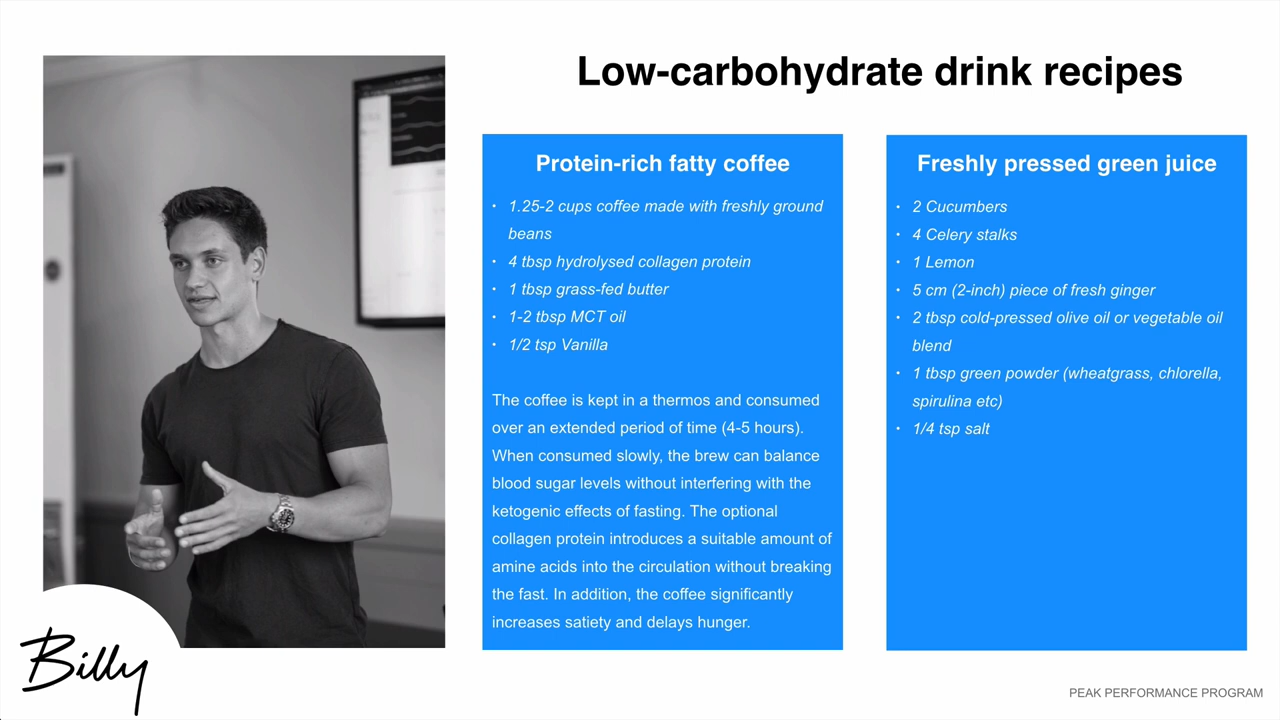 Low-carbohydrate drink recipes
Protein-rich fatty coffee
• 1.25-2 cups coffee made with freshly ground
beans
• 4 tbsp hydrolysed collagen protein
• 1 tbsp grass-fed butter
• 1-2 tbsp MCT oil
• 1/2 tsp Vanilla
The coffee is kept in a thermos and consumed
over an extended period of time (4-5 hours).
When consumed slowly, the brew can balance
blood sugar levels without interfering with the
ketogenic effects of fasting. The optional
collagen protein introduces a suitable amount of
amine acids into the circulation without breaking
the fast. In addition, the coffee significantly
increases satiety and delays hunger.
Freshly pressed green juice
• 2 Cucumbers
• 4 Celery stalks
• 1 Lemon
• 5 cm (2-inch) piece of fresh ginger
• 2 tbsp cold-pressed olive oil or vegetable oil
blend
• 1 tbsp green powder (wheatgrass, chlorella,
spirulina etc)
• 1/4 tsp salt
Billy
PEAK PERFORMANCE PROGRAM